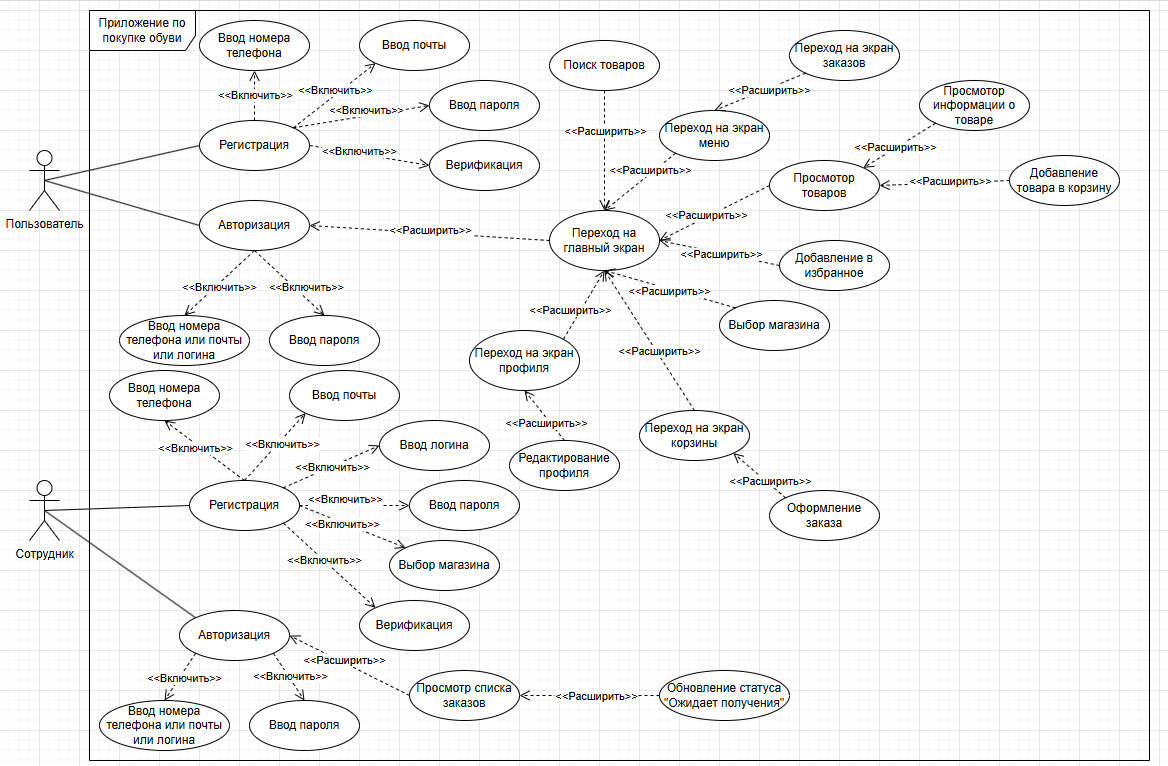 Приложение по
покупке обуви
Ввод номера
телефона
Ввод почты
<<Включить>>
<<Включить>>
<<Включить>>
Ввод пароля
Регистрация
<<Включить>>
Верификация
Пользователь
Авторизация
<<Расширить>>
<<Включить>>
<<Включить>>
Ввод номера
телефона или почты
или логина
Ввод пароля
Поиск товаров
<<Расширить>>
Переход на экран
заказов
<<Расширить>>
Переход на экран
меню
<<Расширить>>
Просмотор
информации о
товаре
<<Расширить>>
Просмотор
товаров
<<Расширить>>
Добавление
товара в корзину
<<Расширить>>
Переход на
главный экран
<<Расширить>>
Добавление в
избранное
<<Расширить>>
Выбор магазина
<<Расширить>>
Переход на экран
профиля
<<Расширить>>
Редактирование
профиля
<<Расширить>>
Переход на экран
корзины
<<Расширить>>
Оформление
заказа
Ввод номера
телефона
Ввод почты
<<Включить>>
<<Включить>>
Ввод логина
<<Включить>>
Регистрация
<<Включить>>
Ввод пароля
<<Включить>>
Выбор магазина
<<Включить>>
Верификация
Сотрудник
Авторизация
<<Расширить>>
<<Включить>>
<<Включить>>
Ввод номера
телефона или почты
или логина
Ввод пароля
Просмотр списка
заказов
<<Расширить>>
Обновление статуса
"Ожидает получения"